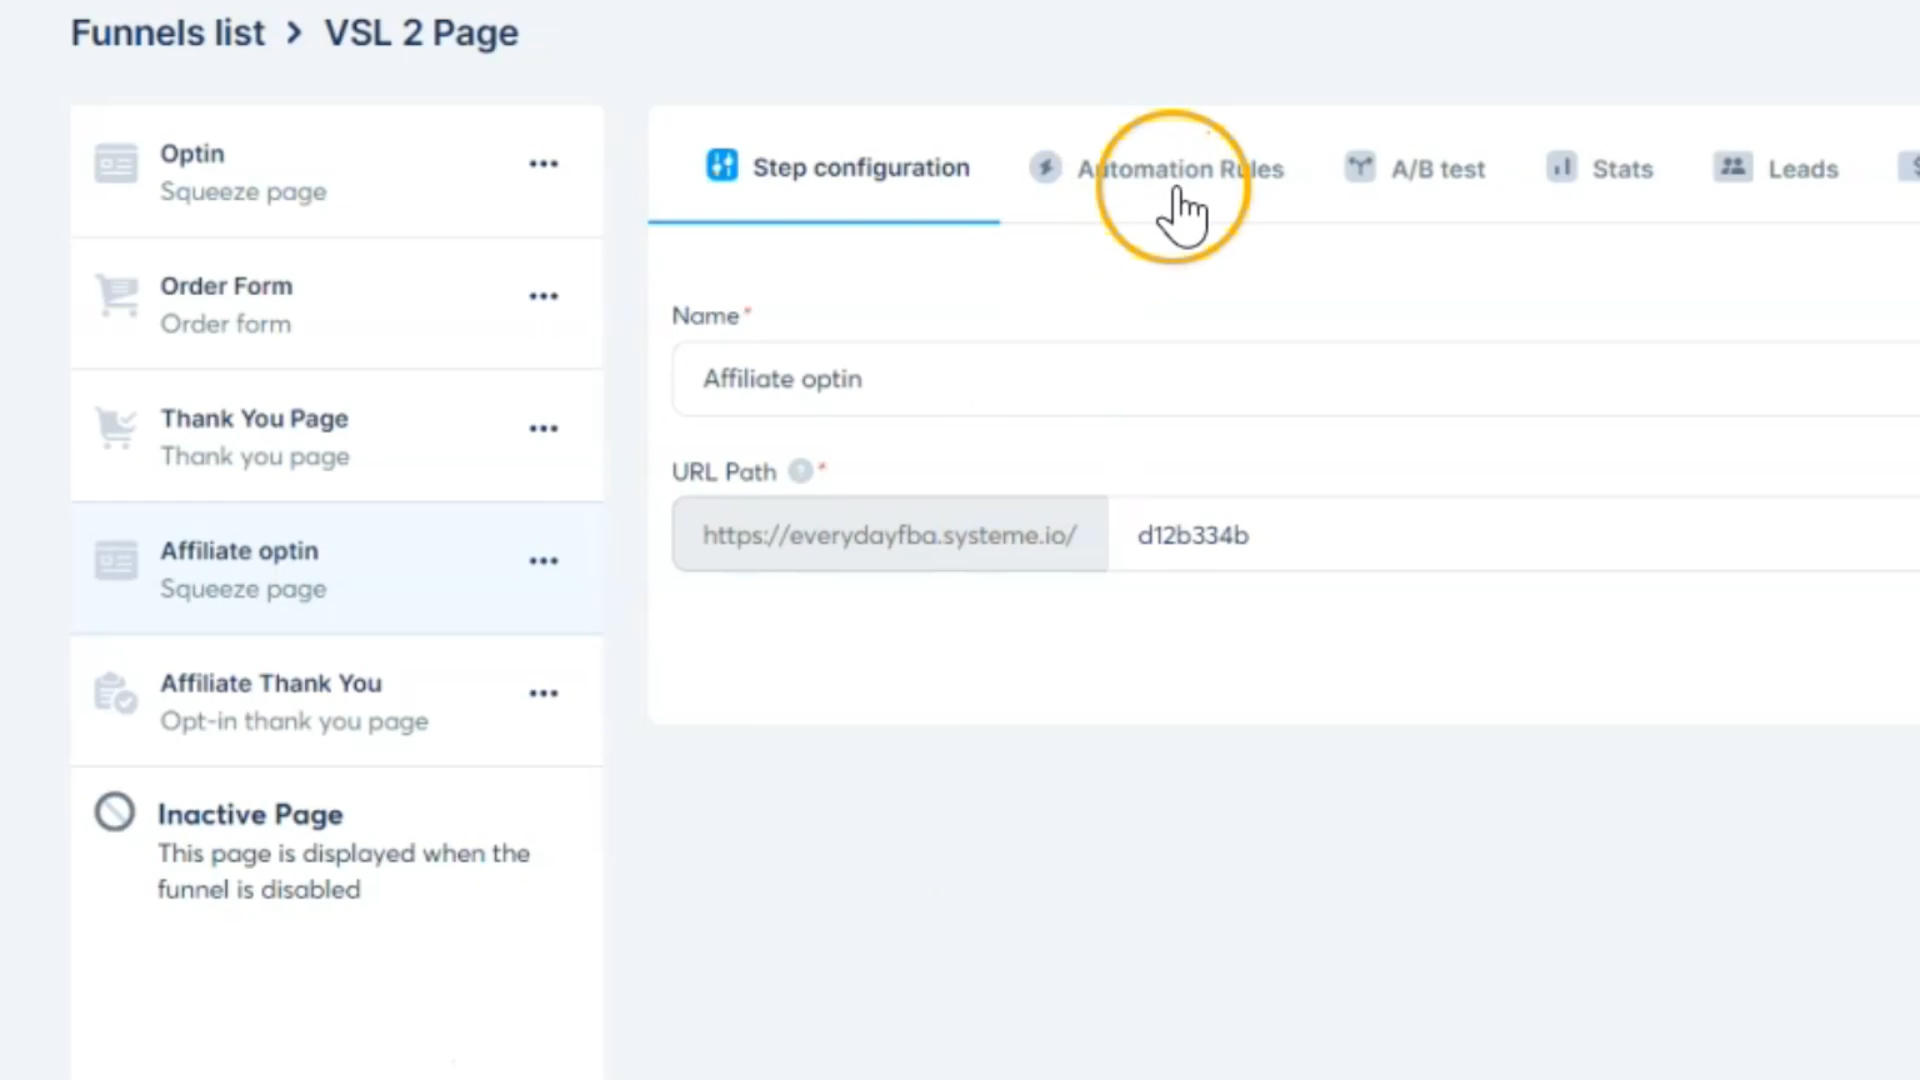 Funnels list > VSL 2 Page
Optin
Squeeze page
Order Form
Order form
Thank You Page
Thank you page
Affiliate optin
Squeeze page
Affiliate Thank You
Opt-in thank you page
Inactive Page
This page is displayed when the
funnel is disabled
Step configuration
Automation Rules
A/B test
Stats
Leads
Name*
Affiliate optin
URL Path ? *
https://everydayfba.systeme.io/
d12b334b